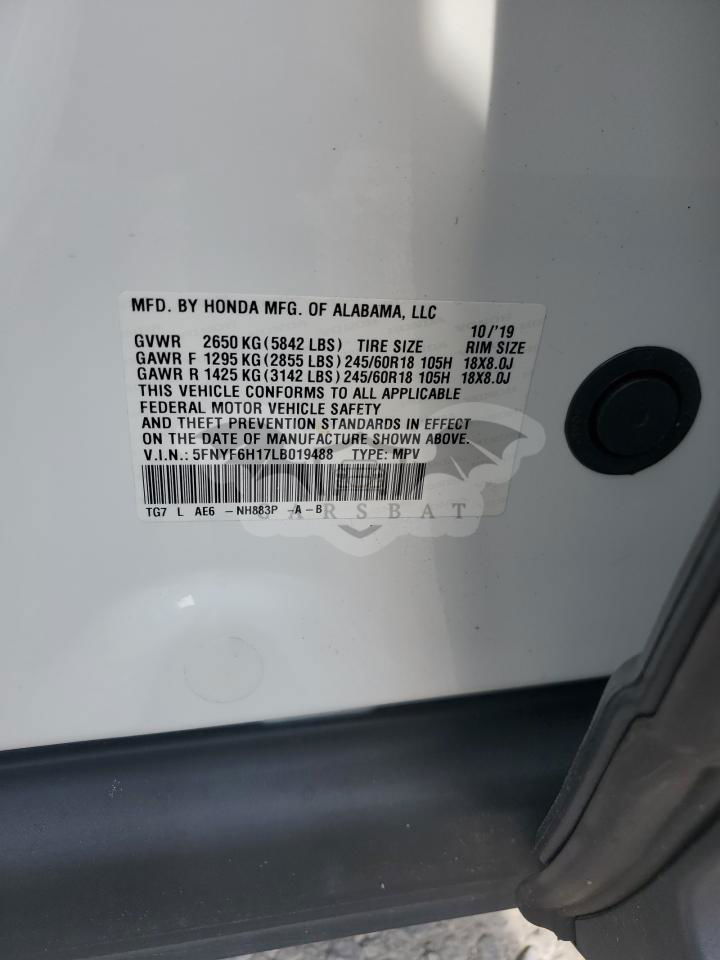 MFD. BY HONDA MFG. OF ALABAMA, LLC
10/'19
GVWR 2650 KG (5842 LBS) TIRE SIZE RIM SIZE
GAWR F 1295 KG (2855 LBS) 245/60R18 105H 18X8.0J
GAWR R 1425 KG (3142 LBS) 245/60R18 105H 18X8.0J
THIS VEHICLE CONFORMS TO ALL APPLICABLE
FEDERAL MOTOR VEHICLE SAFETY
AND THEFT PREVENTION STANDARDS IN EFFECT
ON THE DATE OF MANUFACTURE SHOWN ABOVE.
V.I.N.: 5FNYF6H17LB019488 TYPE: MPV
TG7 L AE6 -NH883P -A-B
CARSBAT